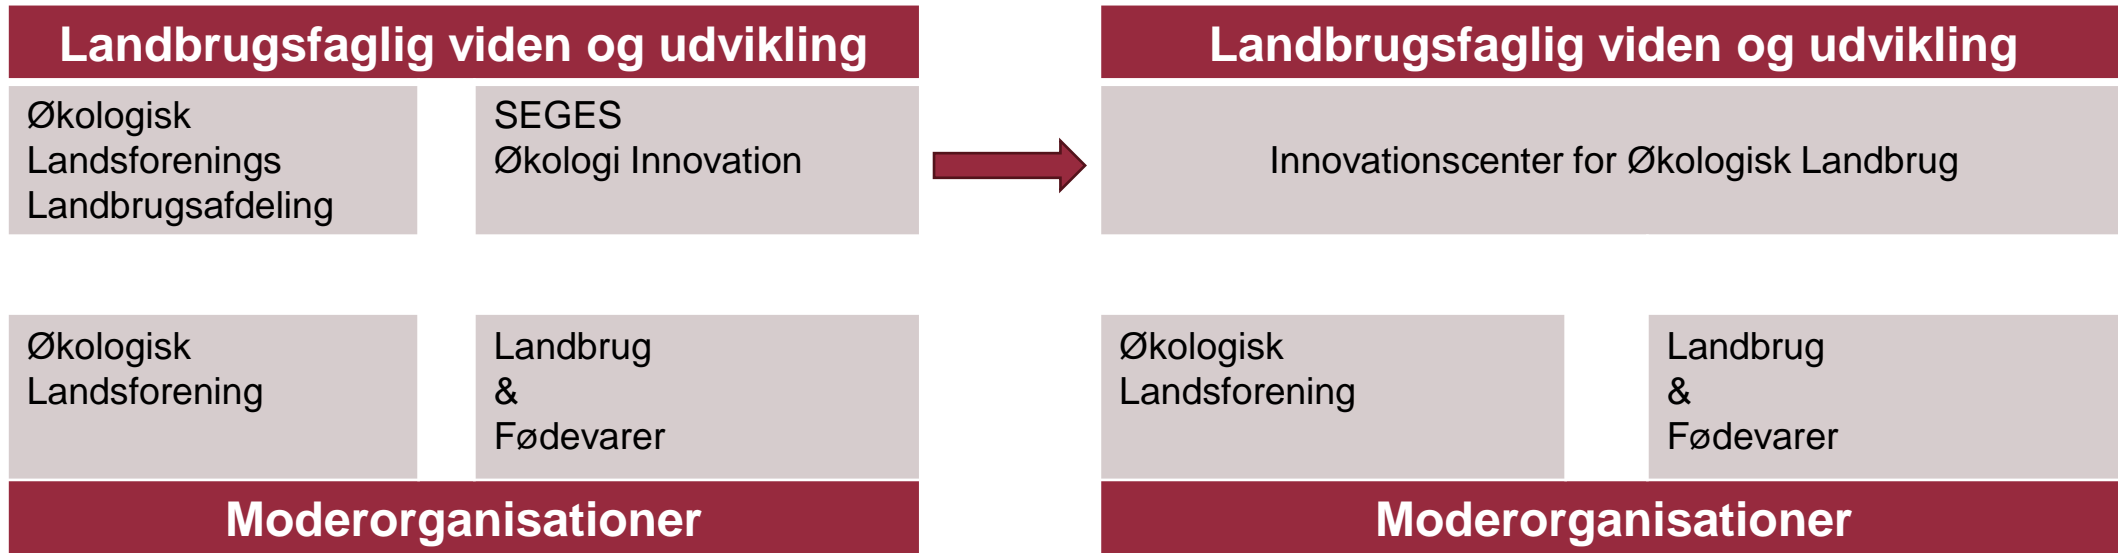 Landbrugsfaglig viden og udvikling
Økologisk
Landsforenings
Landbrugsafdeling
SEGES
Økologi Innovation
Økologisk
Landsforening
Landbrug
&
Fødevarer
Moderorganisationer
Landbrugsfaglig viden og udvikling
Innovationscenter for Økologisk Landbrug
Økologisk
Landsforening
Landbrug
&
Fødevarer
Moderorganisationer